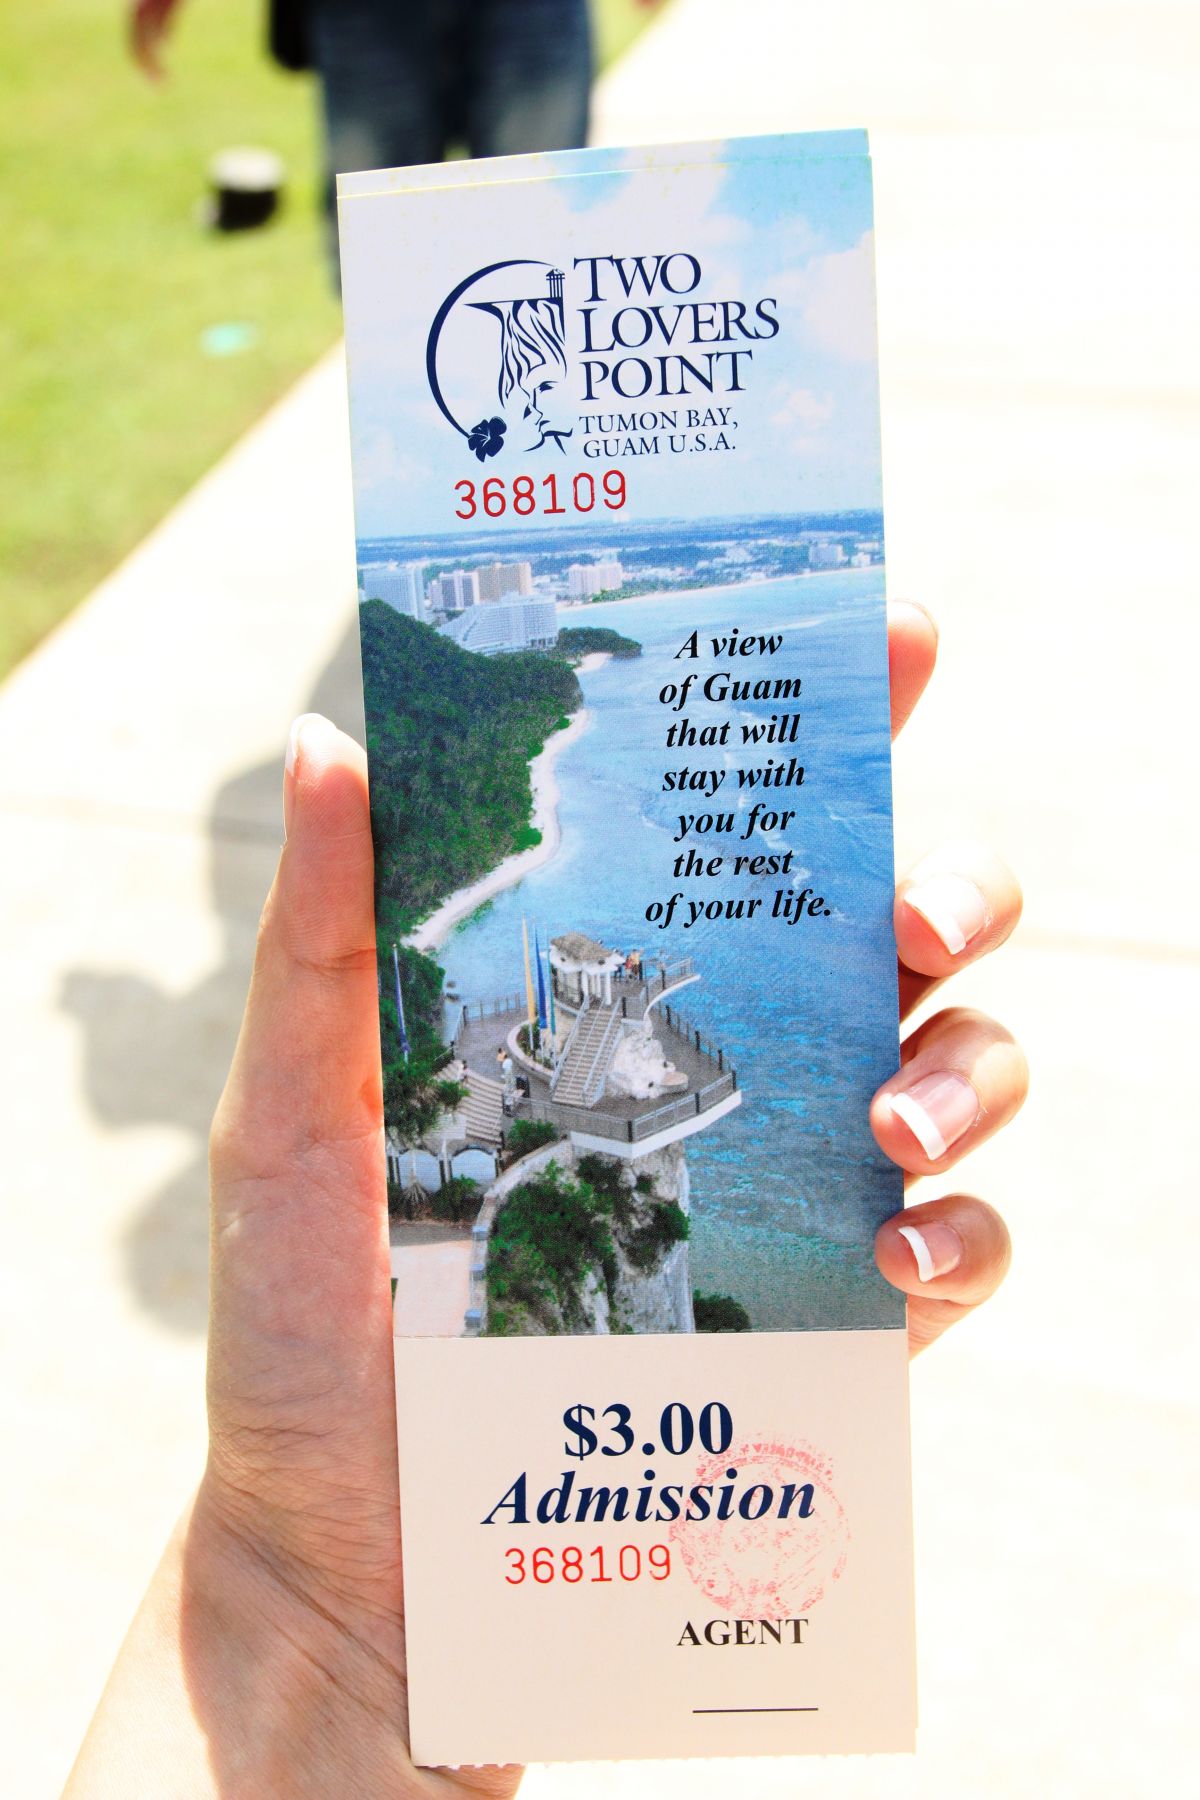 TWO
LOVERS
POINT
TUMON BAY,
GUAM U.S.A.
368109
A view
of Guam
that will
stay with
you for
the rest
of your life.
$3.00
Admission
368109
AGENT